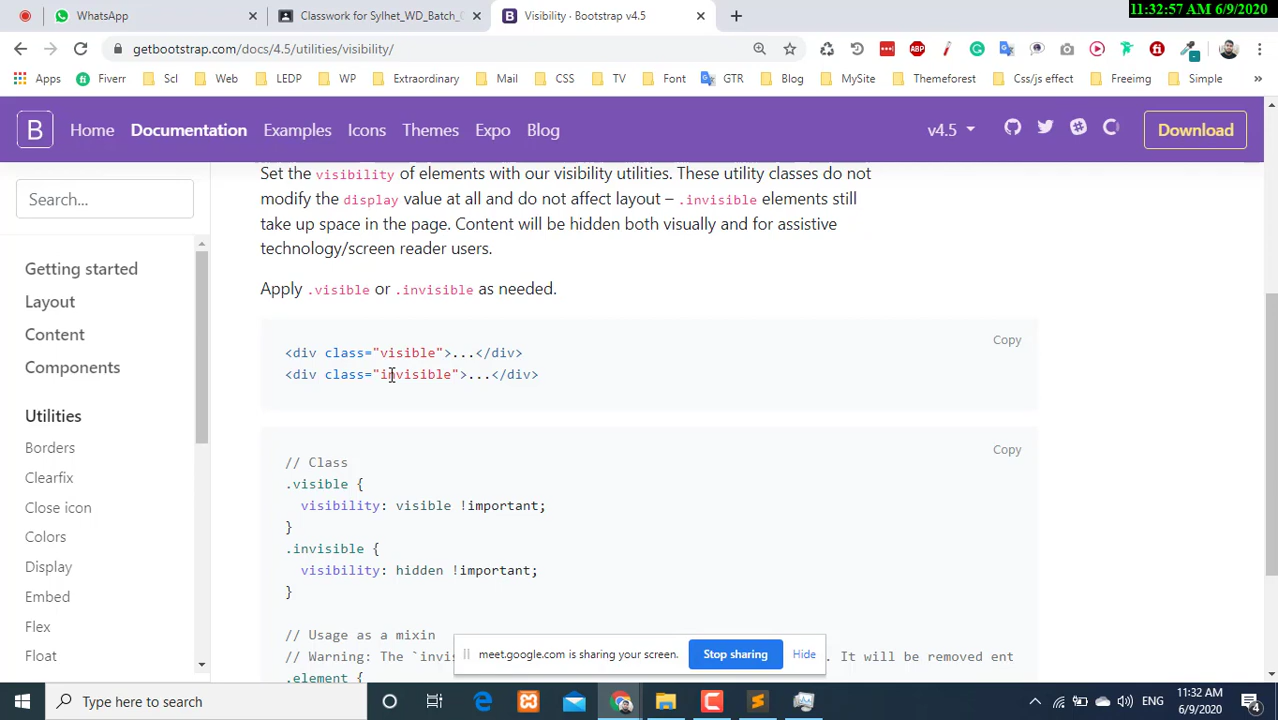 WhatsApp
Classwork for Sylhet_WD_Batch_
Visibility · Bootstrap v4.5
11:32:57 AM 6/9/2020
getbootstrap.com/docs/4.5/utilities/visibility/
Apps Fiverr Scl Web LEDP WP Extraordinary Mail CSS TV Font GTR Blog MySite Themeforest Css/js effect Freeimg Simple »
B Home Documentation Examples Icons Themes Expo Blog v4.5 Download
Search...
Getting started
Layout
Content
Components
Utilities
Borders
Clearfix
Close icon
Colors
Display
Embed
Flex
Float
Set the visibility of elements with our visibility utilities. These utility classes do not
modify the display value at all and do not affect layout – .invisible elements still
take up space in the page. Content will be hidden both visually and for assistive
technology/screen reader users.
Apply .visible or .invisible as needed.
Copy
<div class="visible">...</div>
<div class="invisible">...</div>
Copy
// Class
.visible {
visibility: visible !important;
}
.invisible {
visibility: hidden !important;
}
// Usage as a mixin
// Warning: The `invis . It will be removed ent
.element {
meet.google.com is sharing your screen. Stop sharing Hide
Type here to search
ENG
11:32 AM
6/9/2020
4